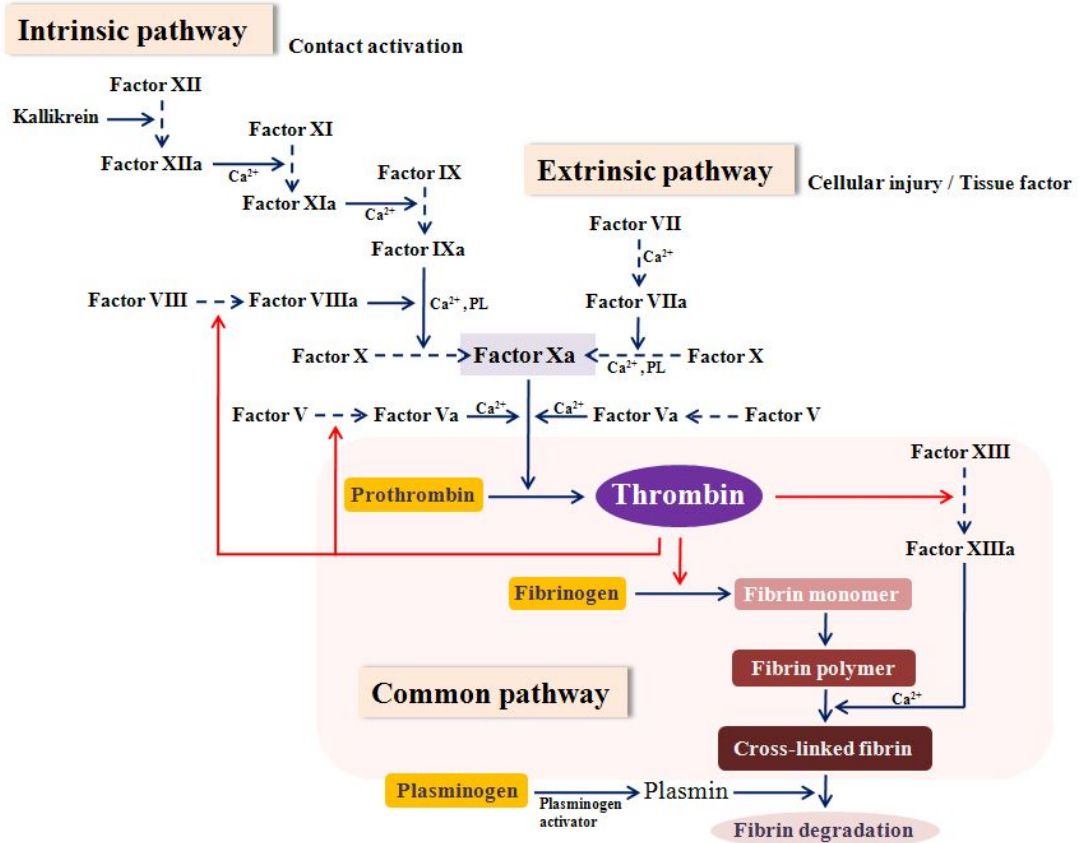 Intrinsic pathway
Contact activation
Factor XII
Kallikrein
Factor XI
Factor XIIa
Ca²⁺
Factor IX
Factor XIa
Ca²⁺
Factor IXa
Extrinsic pathway
Cellular injury / Tissue factor
Factor VII
Ca²⁺
Factor VIIa
Factor VIII
Factor VIIIa
Ca²⁺, PL
Factor X
Factor Xa
Ca²⁺, PL
Factor X
Factor V
Factor Va
Ca²⁺
Ca²⁺
Factor Va
Factor V
Factor XIII
Prothrombin
Thrombin
Factor XIIIa
Fibrinogen
Fibrin monomer
Fibrin polymer
Common pathway
Ca²⁺
Cross-linked fibrin
Plasminogen
Plasminogen
activator
Plasmin
Fibrin degradation